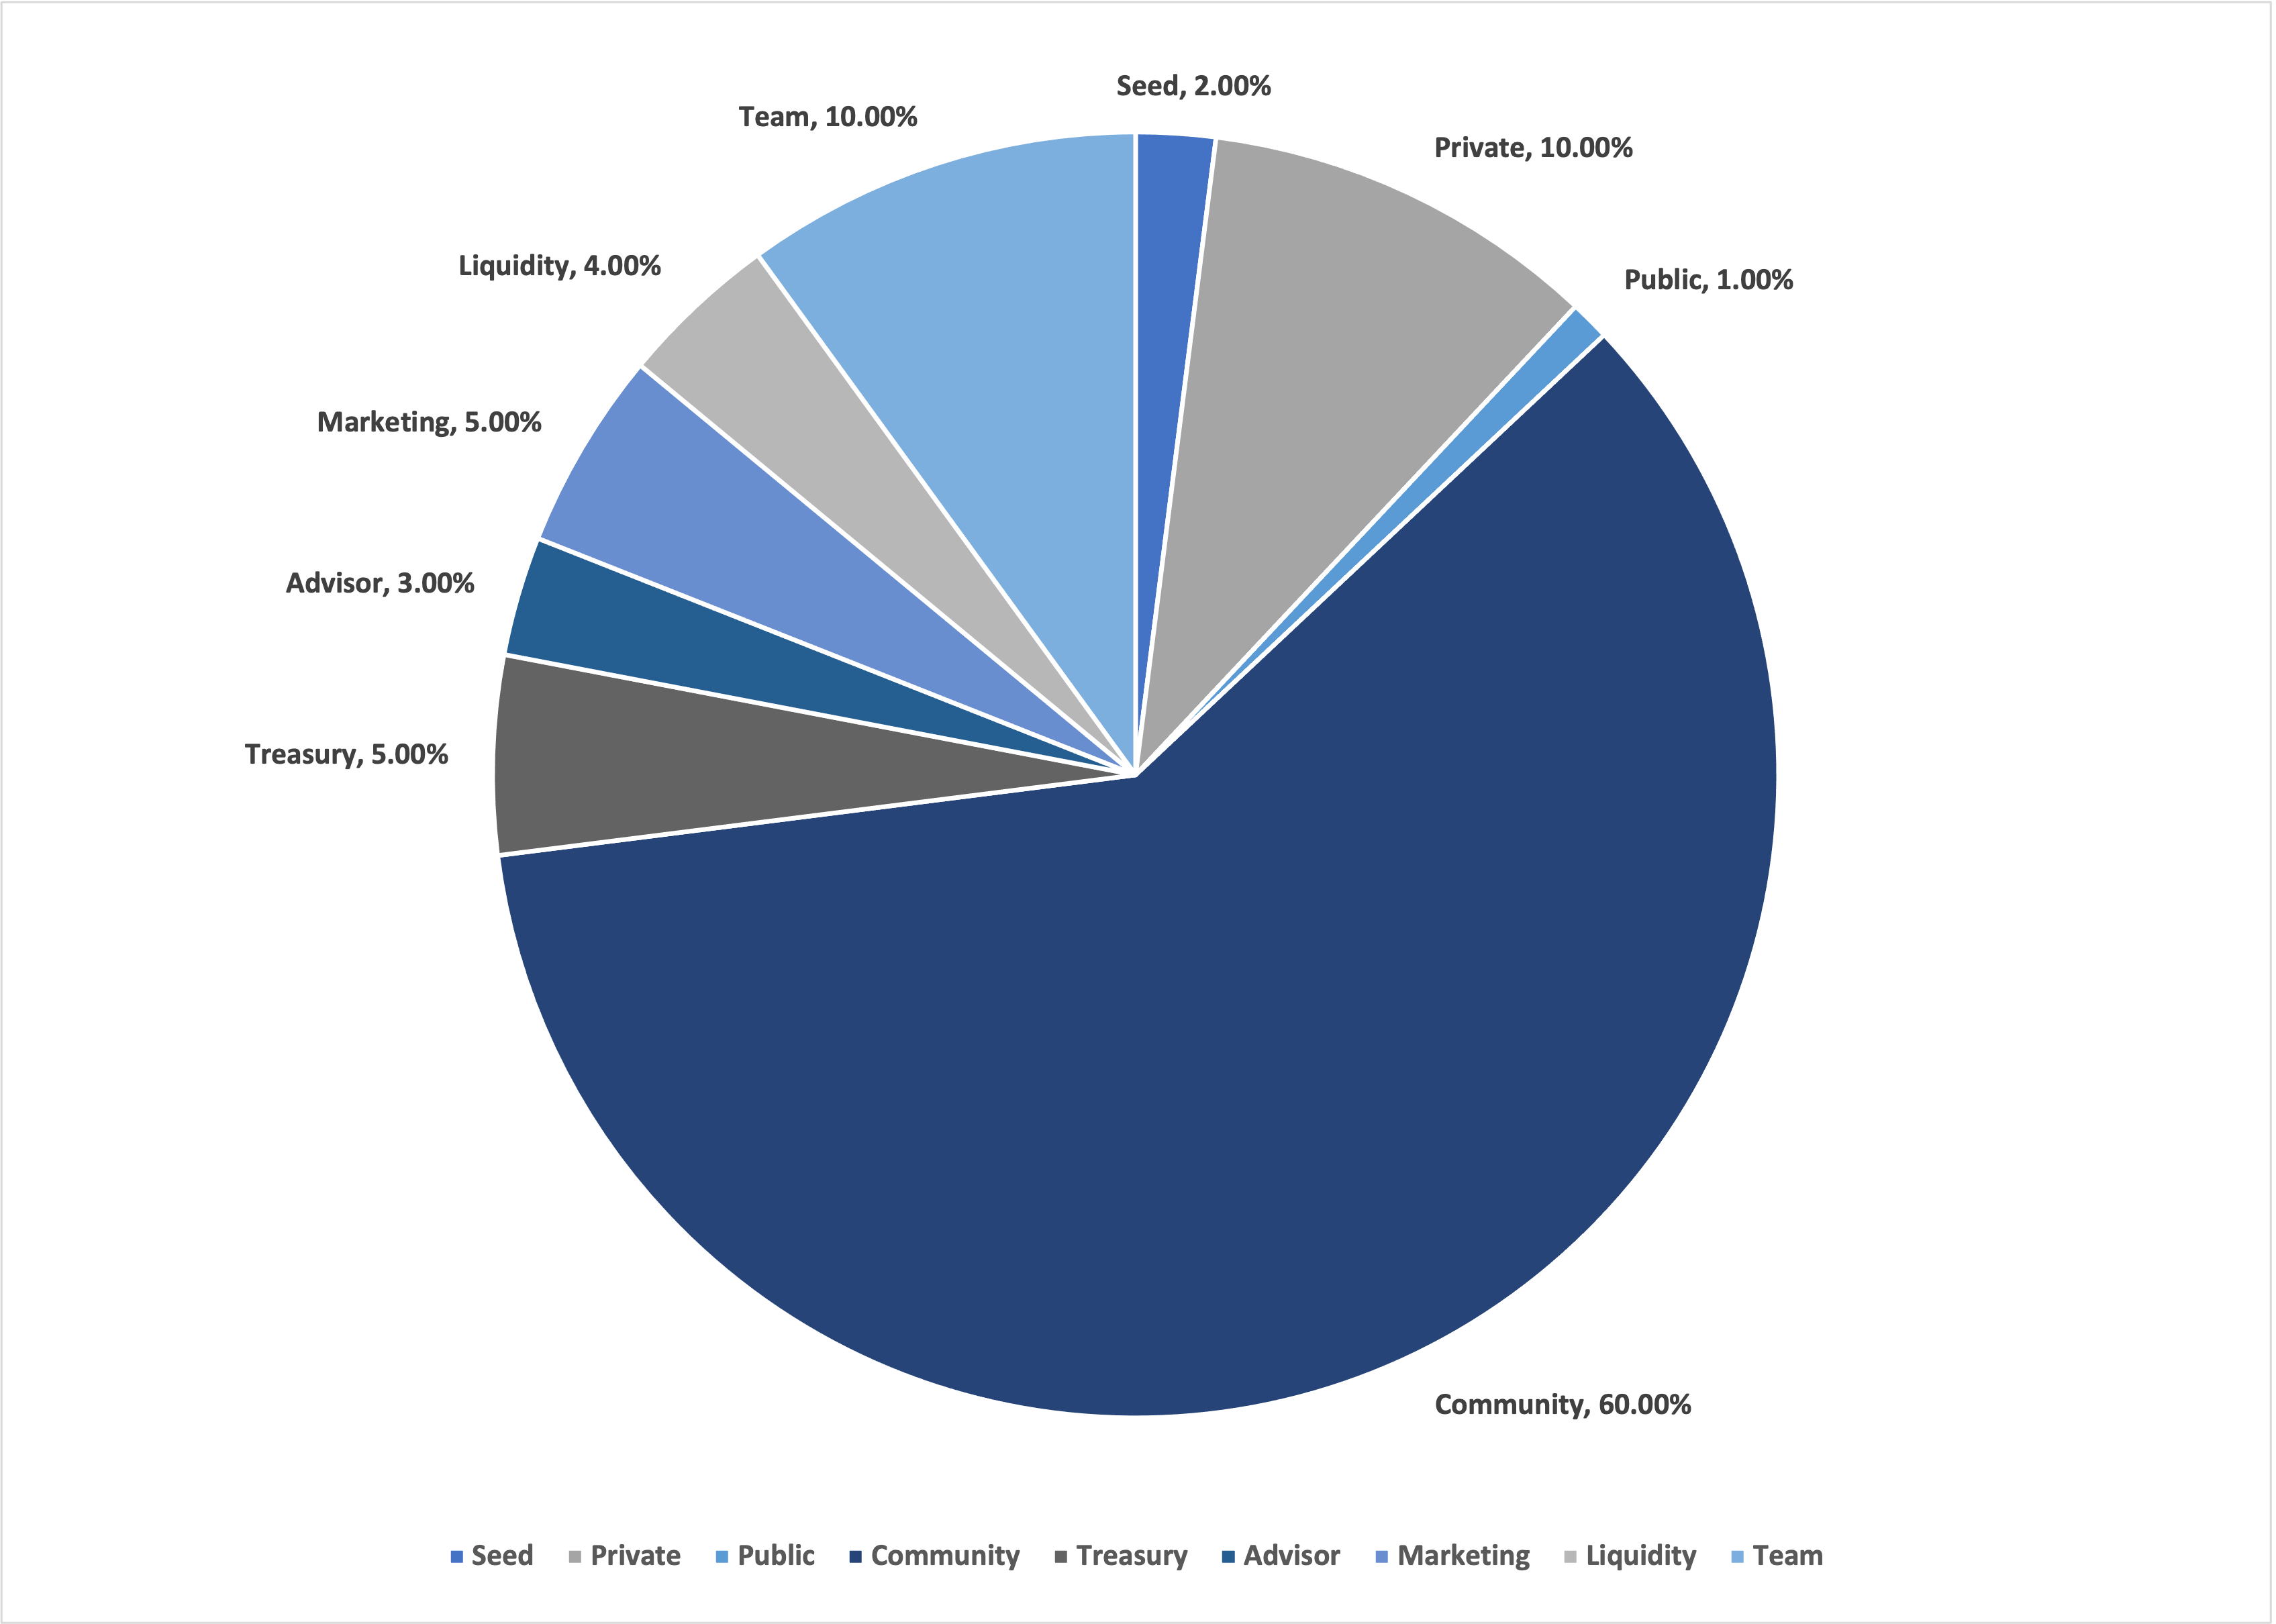 Seed, 2.00%
Team, 10.00%
Private, 10.00%
Liquidity, 4.00%
Public, 1.00%
Marketing, 5.00%
Advisor, 3.00%
Treasury, 5.00%
Community, 60.00%
Seed Private Public Community Treasury Advisor Marketing Liquidity Team